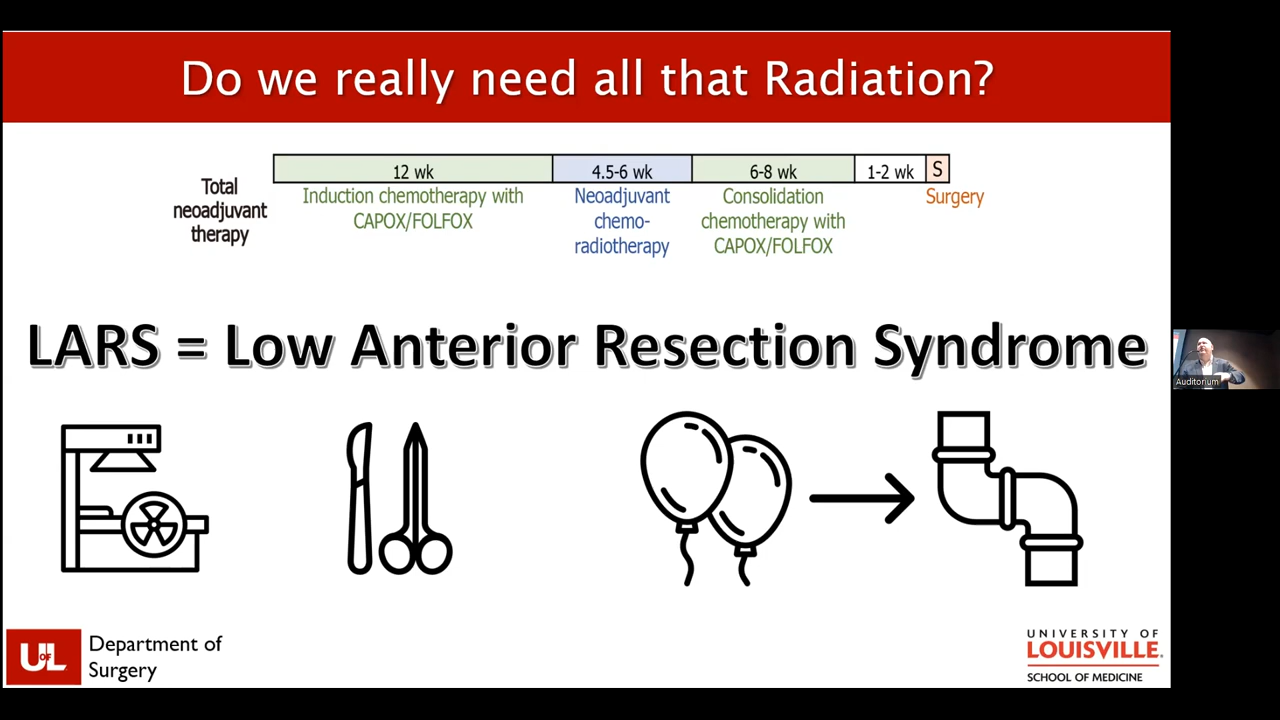 Do we really need all that Radiation?
Total
neoadjuvant
therapy
12 wk
4.5-6 wk
6-8 wk
1-2 wk
S
Induction chemotherapy with
CAPOX/FOLFOX
Neoadjuvant
chemo-
radiotherapy
Consolidation
chemotherapy with
CAPOX/FOLFOX
Surgery
LARS = Low Anterior Resection Syndrome
Auditorium
UofL
Department of
Surgery
UNIVERSITY OF
LOUISVILLE.
SCHOOL OF MEDICINE